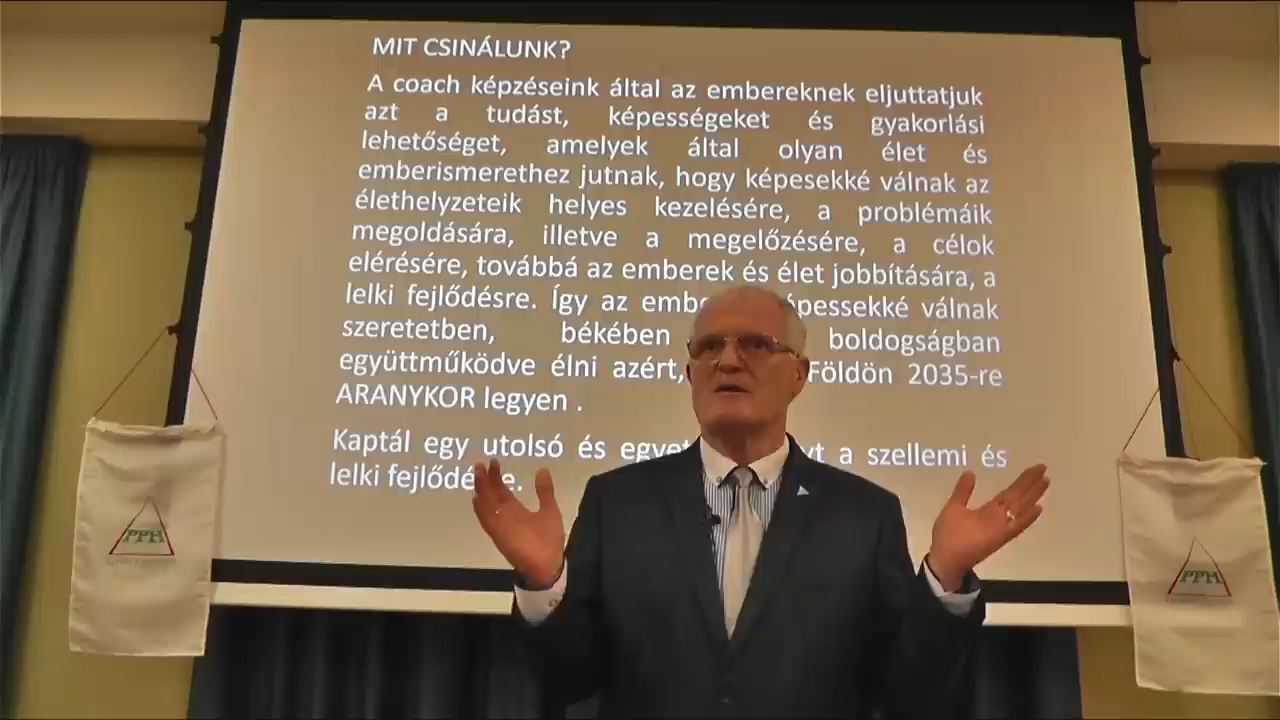 MIT CSINÁLUNK?
A coach képzéseink által az embereknek eljuttatjuk
azt a tudást, képességeket és gyakorlási
lehetőséget, amelyek által olyan élet és
emberismerethez jutnak, hogy képesekké válnak az
élethelyzeteik helyes kezelésére, a problémáik
megoldására, illetve a megelőzésére, a célok
elérésére, továbbá az emberek és élet jobbítására, a
lelki fejlődésre. Így az válnak
szeretetben, békében boldogságban
együttműködve élni azért, Földön 2035-re
ARANYKOR legyen .
Kaptál egy utolsó és a szellemi és
lelki
PPH
PPH